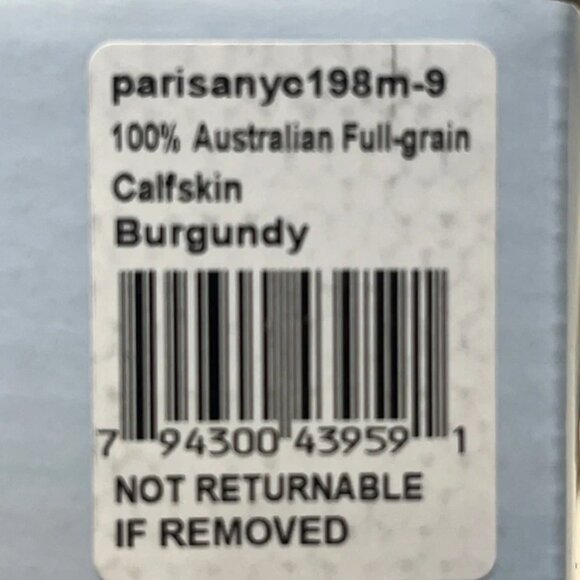 parisanyc198m-9
100% Australian Full-grain
Calfskin
Burgundy
7 94300 43959 1
NOT RETURNABLE
IF REMOVED